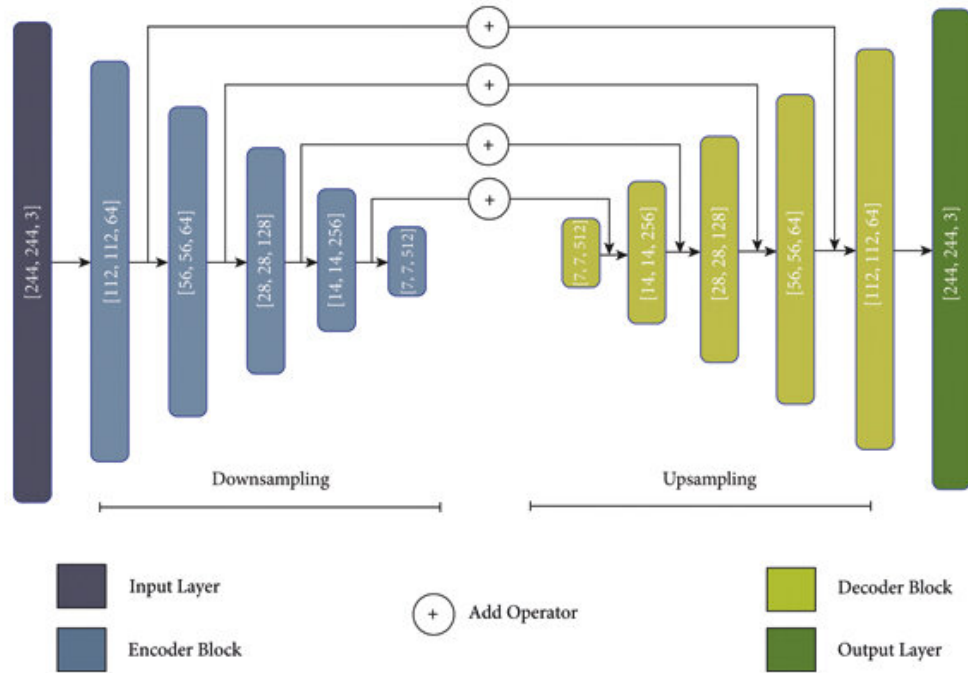 [244, 244, 3]
[112, 112, 64]
[56, 56, 64]
[28, 28, 128]
[14, 14, 256]
[7, 7, 512]
+
+
+
+
[7, 7, 512]
[14, 14, 256]
[28, 28, 128]
[56, 56, 64]
[112, 112, 64]
[244, 244, 3]
Downsampling
Upsampling
Input Layer
Encoder Block
+ Add Operator
Decoder Block
Output Layer